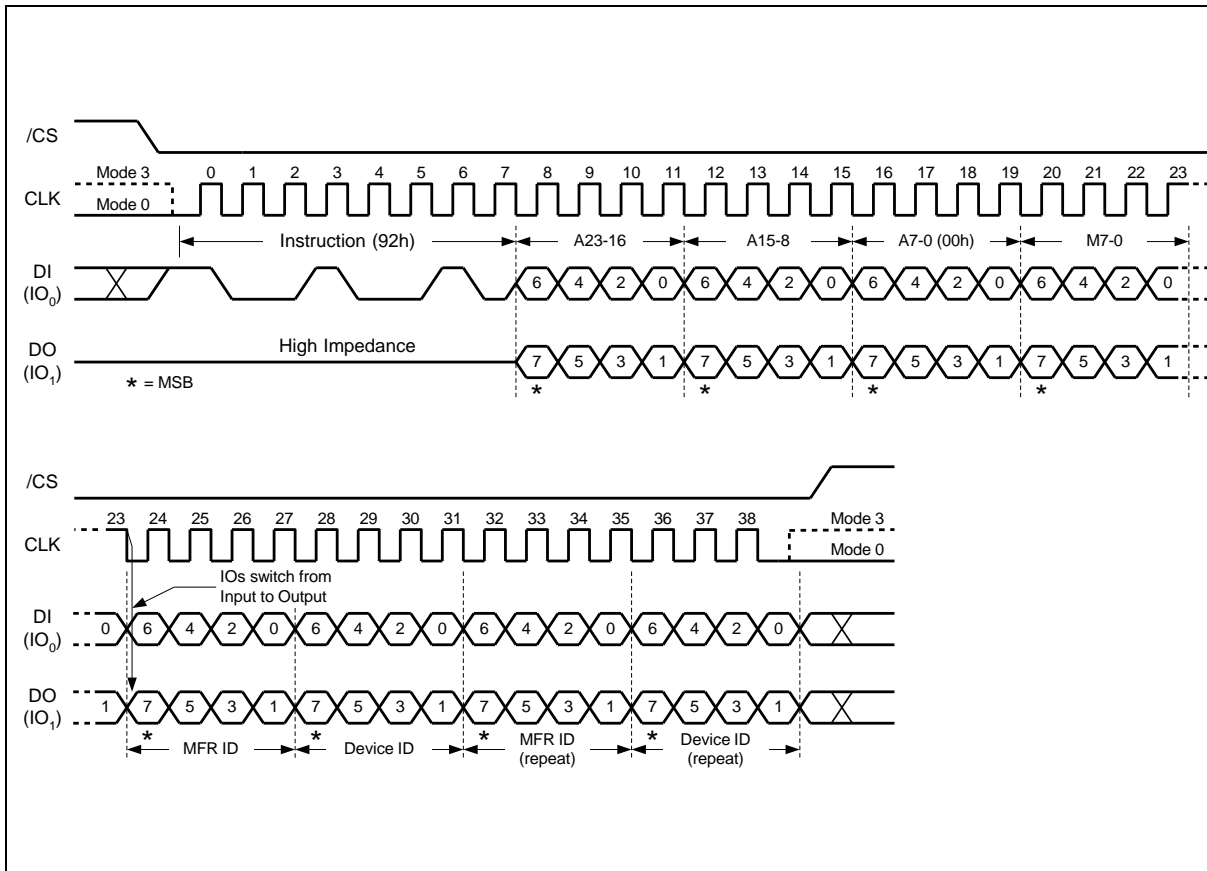 /CS
Mode 3 0 1 2 3 4 5 6 7 8 9 10 11 12 13 14 15 16 17 18 19 20 21 22 23
CLK Mode 0
Instruction (92h) A23-16 A15-8 A7-0 (00h) M7-0
DI
(IO0) 6 4 2 0 6 4 2 0 6 4 2 0 6 4 2 0
High Impedance
DO
(IO1) 7 5 3 1 7 5 3 1 7 5 3 1 7 5 3 1
* = MSB * * * *
/CS
23 24 25 26 27 28 29 30 31 32 33 34 35 36 37 38 Mode 3
CLK Mode 0
IOs switch from
Input to Output
DI
(IO0) 0 6 4 2 0 6 4 2 0 6 4 2 0 6 4 2 0
DO
(IO1) 1 7 5 3 1 7 5 3 1 7 5 3 1 7 5 3 1
* * * *
MFR ID Device ID MFR ID (repeat) Device ID (repeat)